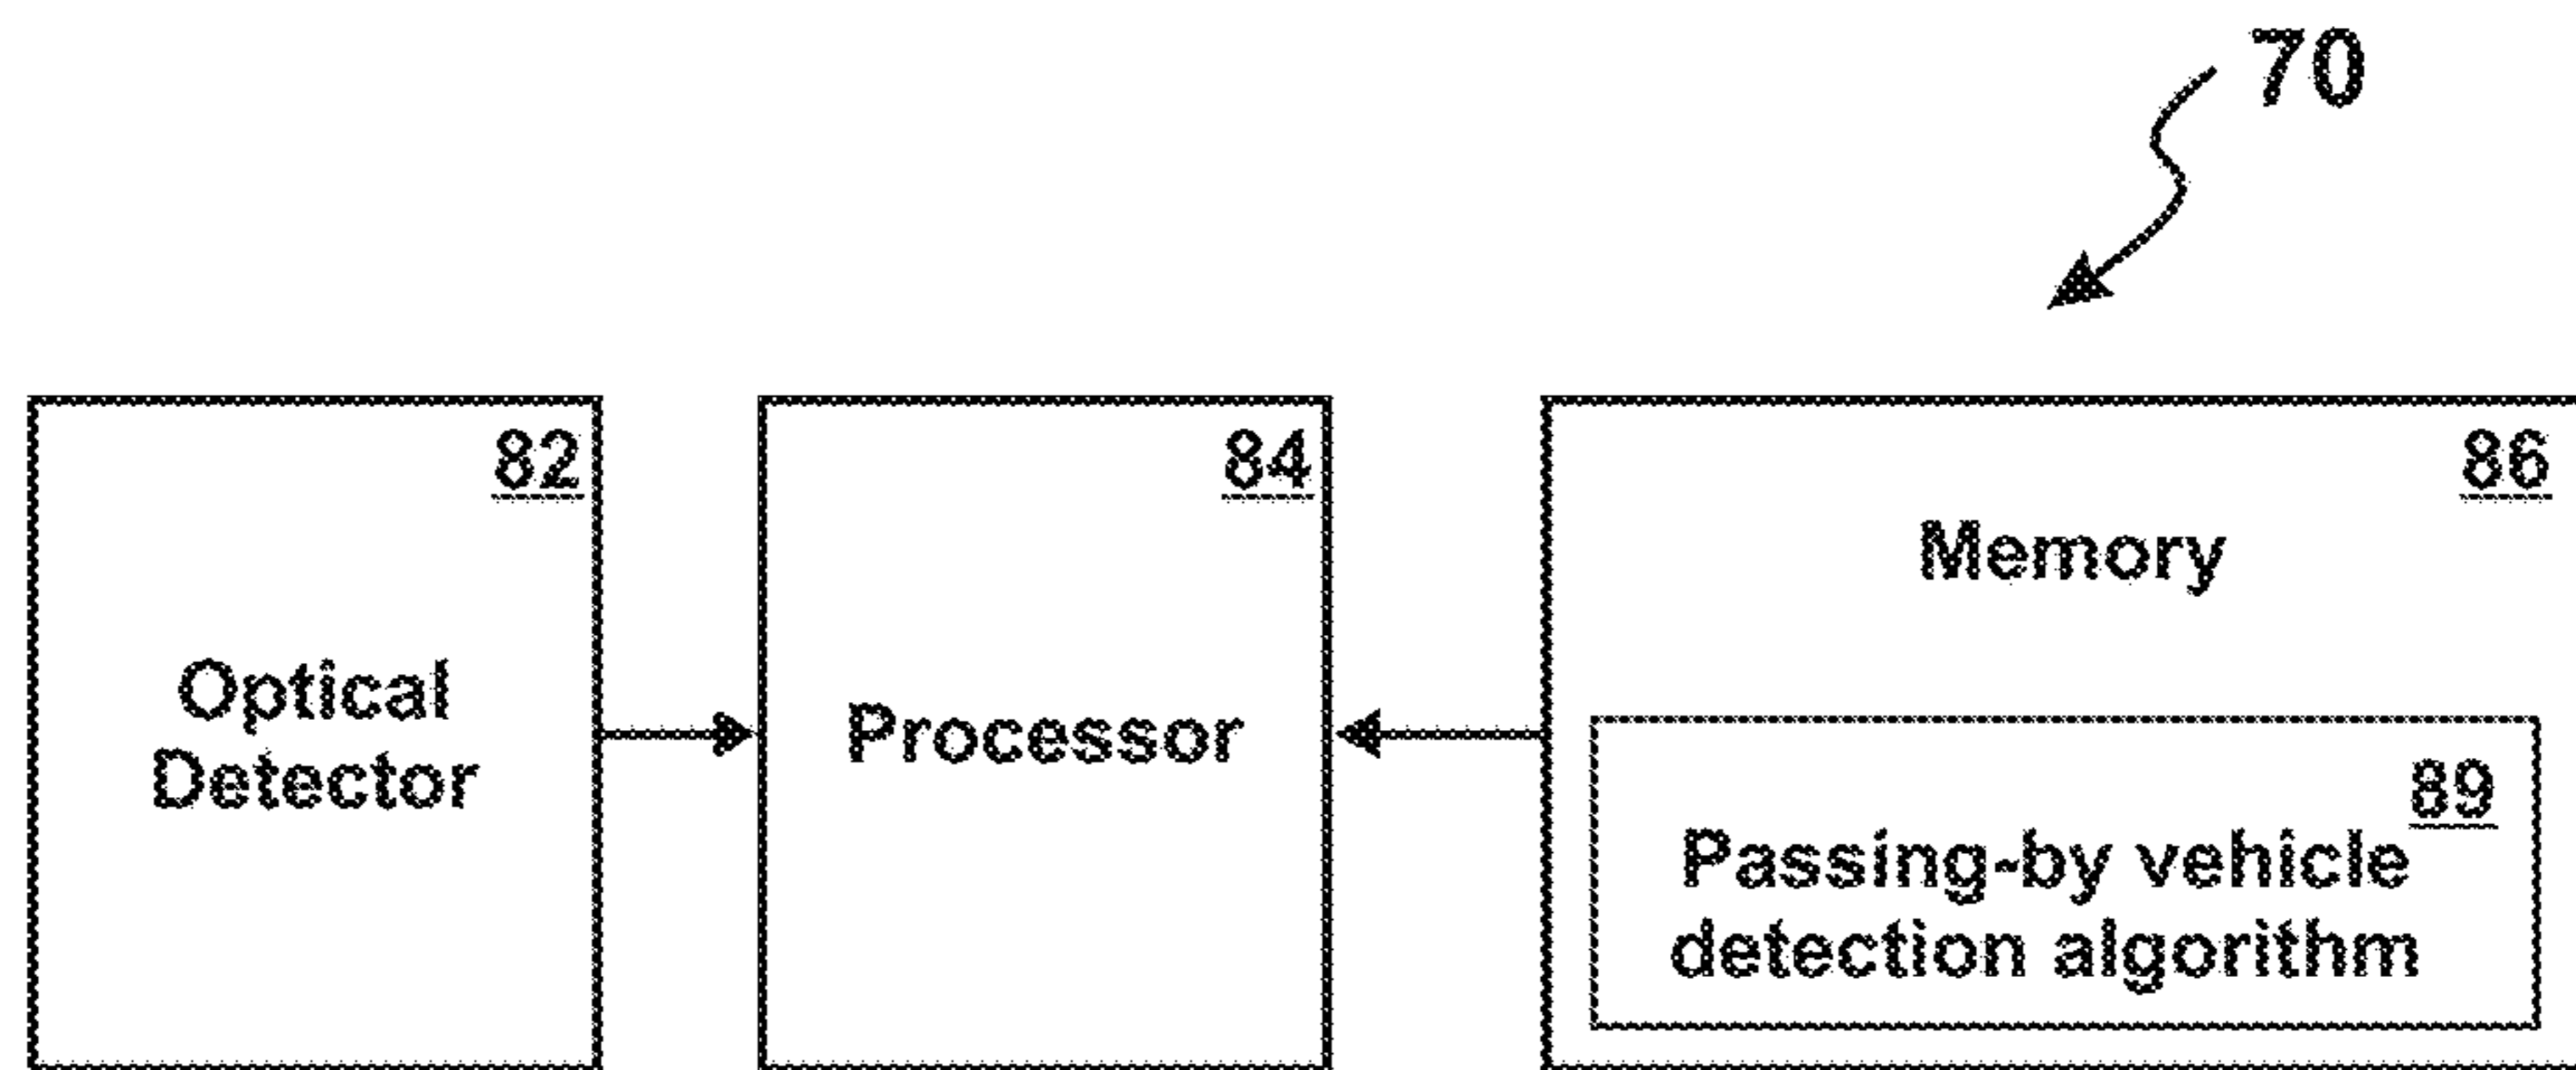 70
82
Optical
Detector
84
Processor
86
Memory
89
Passing-by vehicle
detection algorithm